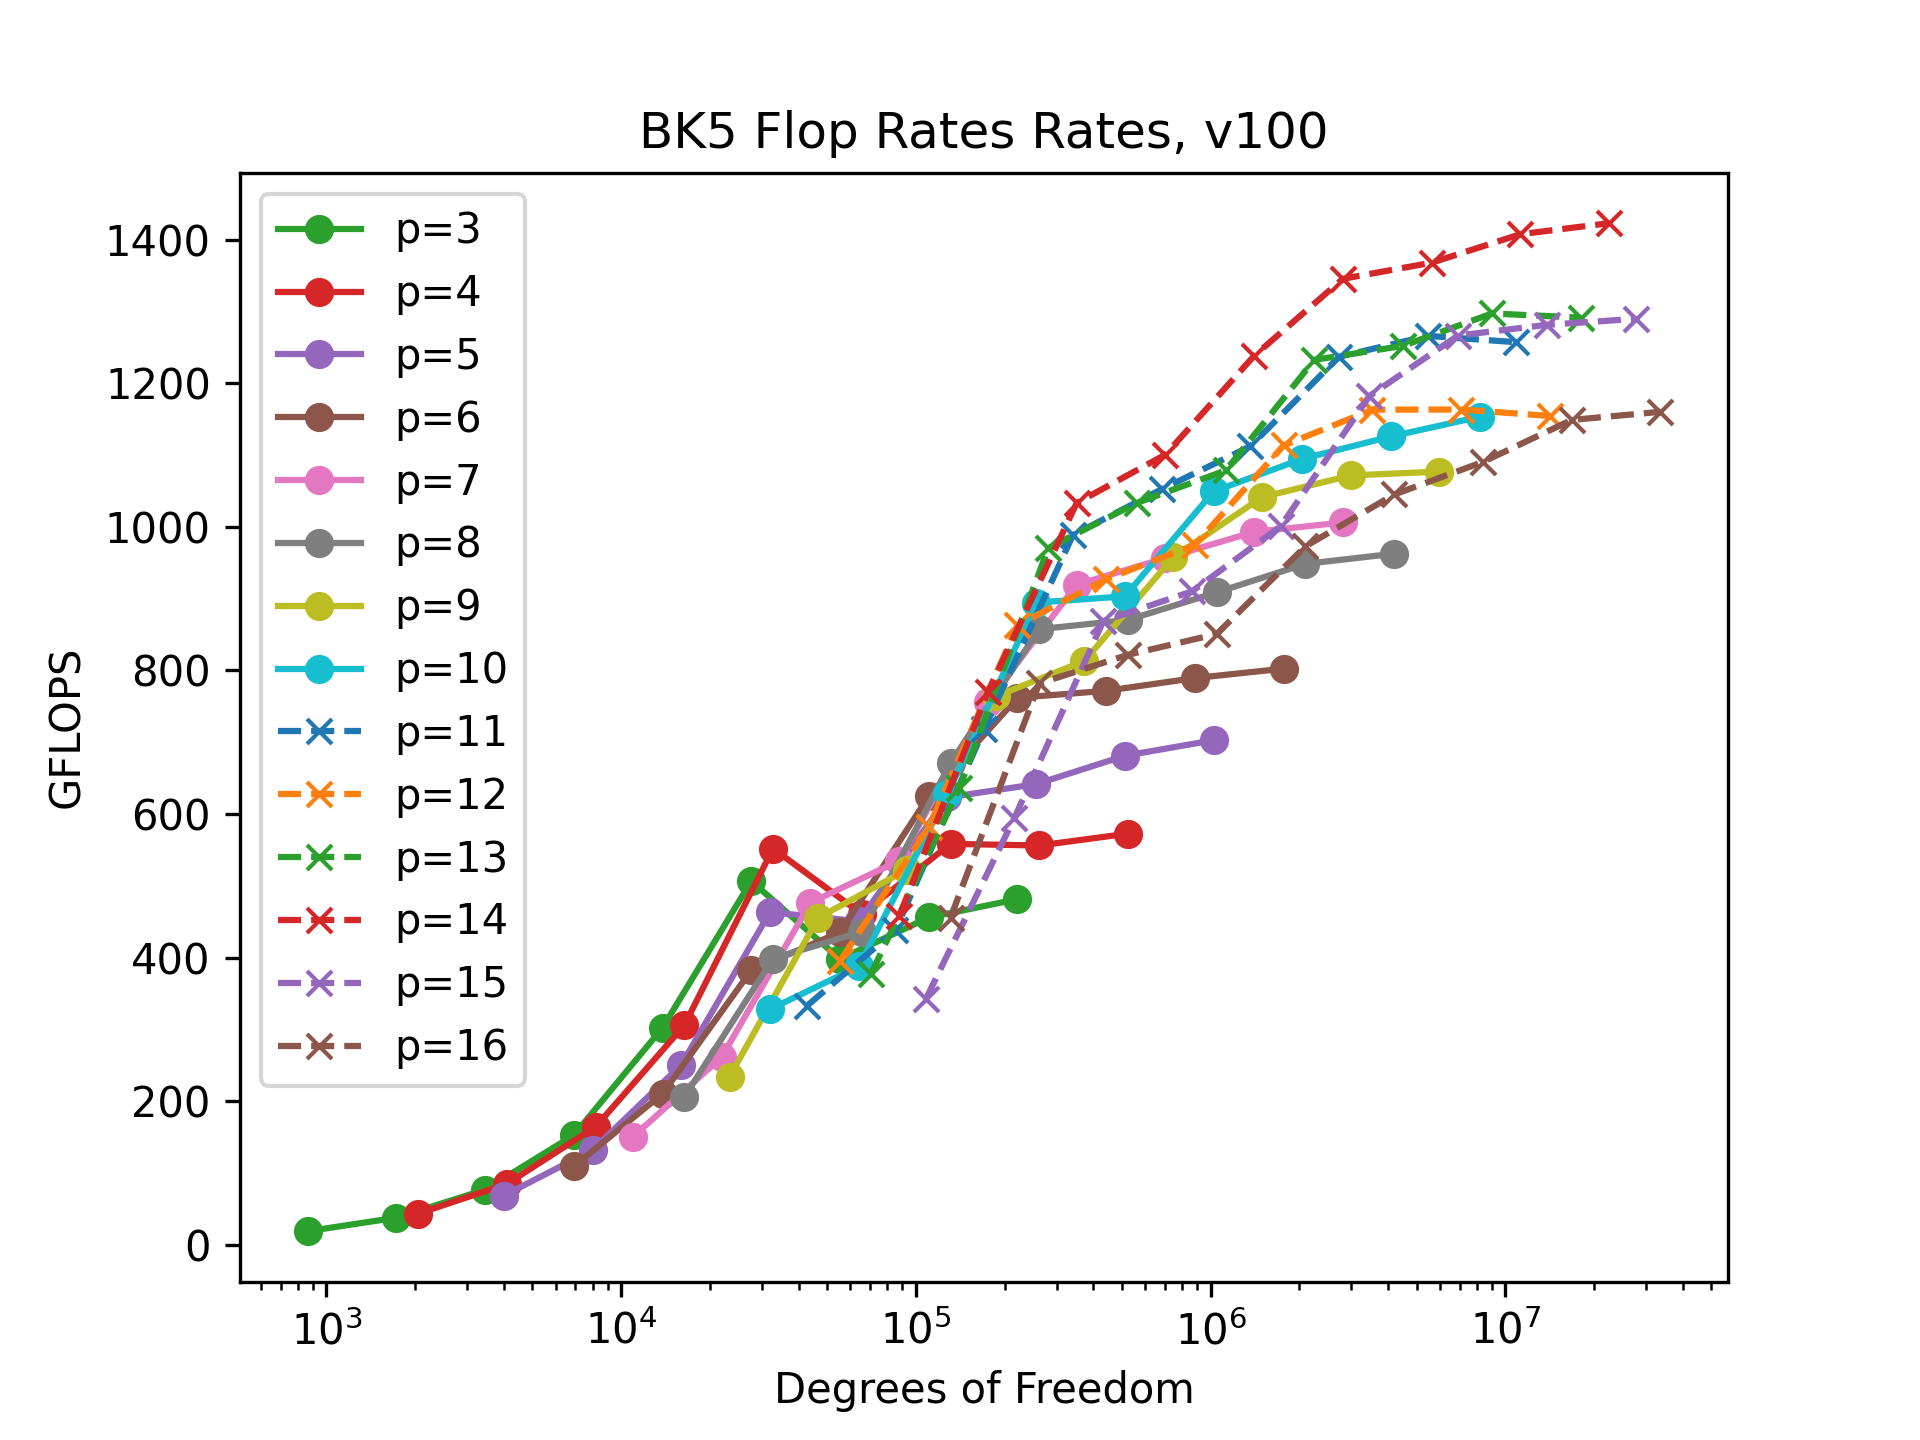 BK5 Flop Rates Rates, v100
GFLOPS
1400
1200
1000
800
600
400
200
0
p=3
p=4
p=5
p=6
p=7
p=8
p=9
p=10
p=11
p=12
p=13
p=14
p=15
p=16
10³ 10⁴ 10⁵ 10⁶ 10⁷
Degrees of Freedom